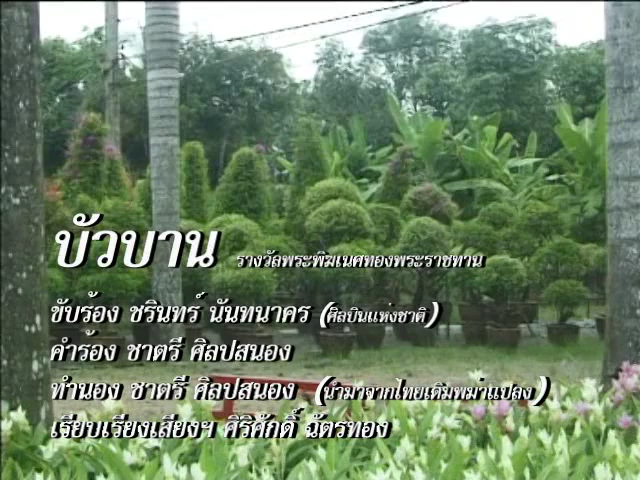 บัวบาน รางวัลพระพิฆเนศทองพระราชทาน
ขับร้อง ชรินทร์ นันทนาคร (ศิลปินแห่งชาติ)
คำร้อง ชาตรี ศิลปสนอง
ทำนอง ชาตรี ศิลปสนอง (นำมาจากไทยเดิมพม่าแปลง)
เรียบเรียงเสียงฯ ศิริศักดิ์ ฉัตรทอง